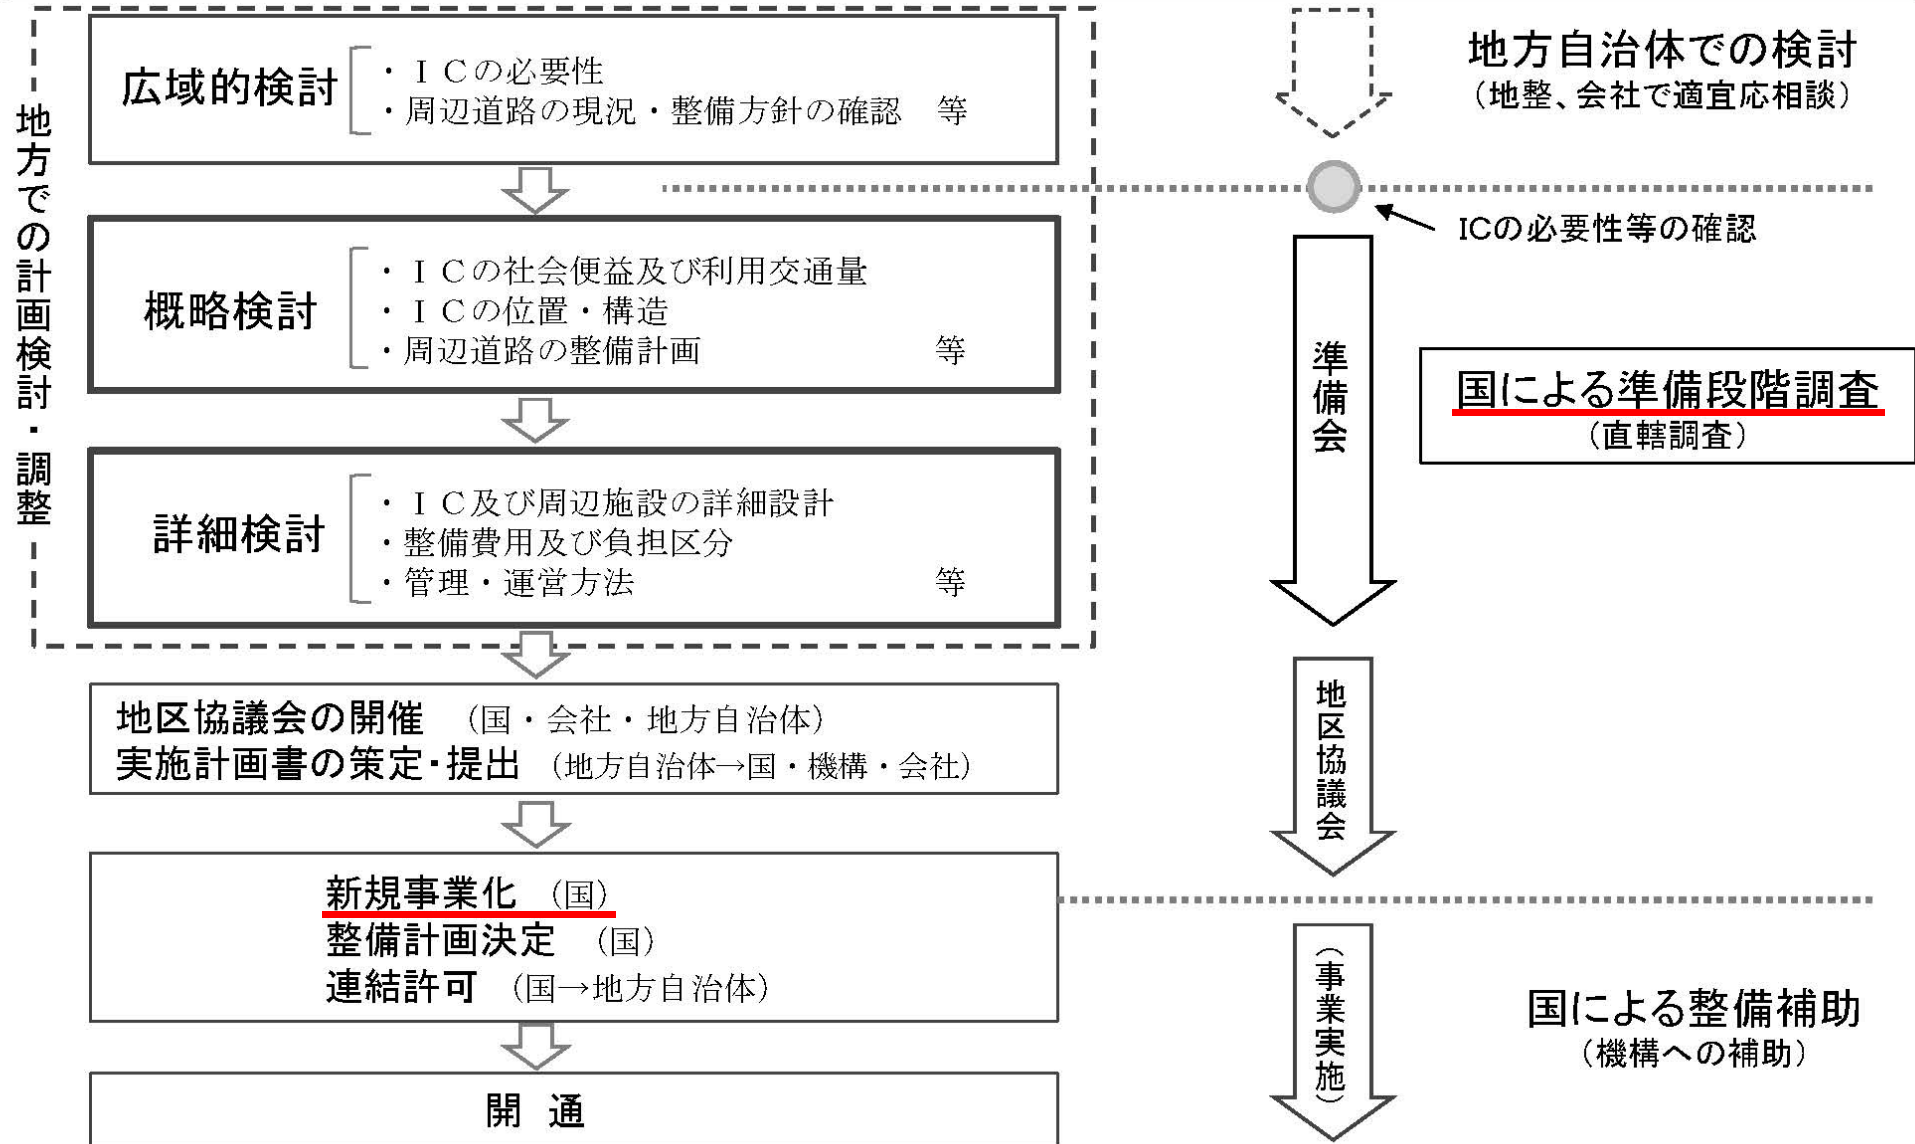 地方での計画検討・調整
広域的検討
・ＩＣの必要性
・周辺道路の現況・整備方針の確認　等
概略検討
・ＩＣの社会便益及び利用交通量
・ＩＣの位置・構造
・周辺道路の整備計画　等
詳細検討
・ＩＣ及び周辺施設の詳細設計
・整備費用及び負担区分
・管理・運営方法　等
地区協議会の開催　（国・会社・地方自治体）
実施計画書の策定・提出　（地方自治体→国・機構・会社）
新規事業化　（国）
整備計画決定　（国）
連結許可　（国→地方自治体）
開　通
地方自治体での検討
（地整、会社で適宜応相談）
ICの必要性等の確認
準備会
国による準備段階調査
（直轄調査）
地区協議会
（事業実施）
国による整備補助
（機構への補助）